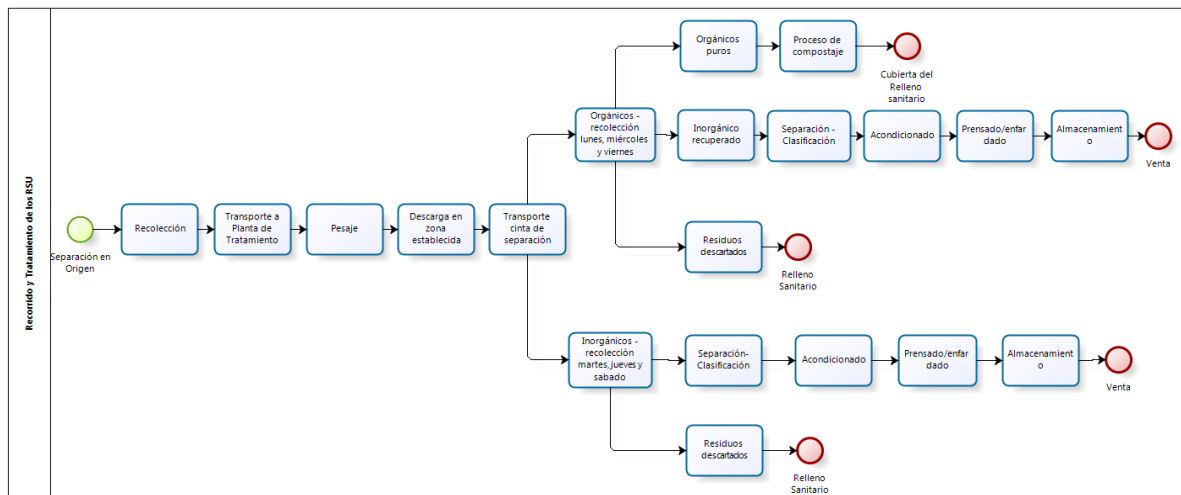 Recorrido y Tratamiento de los RSU
Separación en
Origen
Recolección
Transporte a
Planta de
Tratamiento
Pesaje
Descarga en
zona
establecida
Transporte
cinta de
separación
Orgánicos -
recolección
lunes, miércoles
y viernes
Orgánicos
puros
Proceso de
compostaje
Cubierta del
Relleno
sanitario
Inorgánico
recuperado
Separación -
Clasificación
Acondicionado
Prensado/enfar
dado
Almacenamient
o
Venta
Residuos
descartados
Relleno
Sanitario
Inorgánicos -
recolección
martes, jueves y
sabado
Separación-
Clasificación
Acondicionado
Prensado/enfar
dado
Almacenamient
o
Venta
Residuos
descartados
Relleno
Sanitario